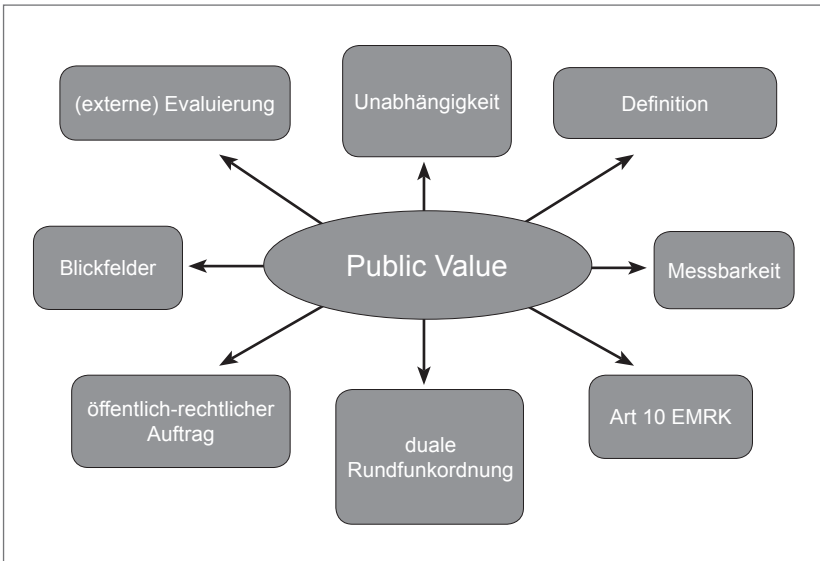 (externe) Evaluierung
Unabhängigkeit
Definition
Blickfelder
Public Value
Messbarkeit
öffentlich-rechtlicher
Auftrag
duale
Rundfunkordnung
Art 10 EMRK